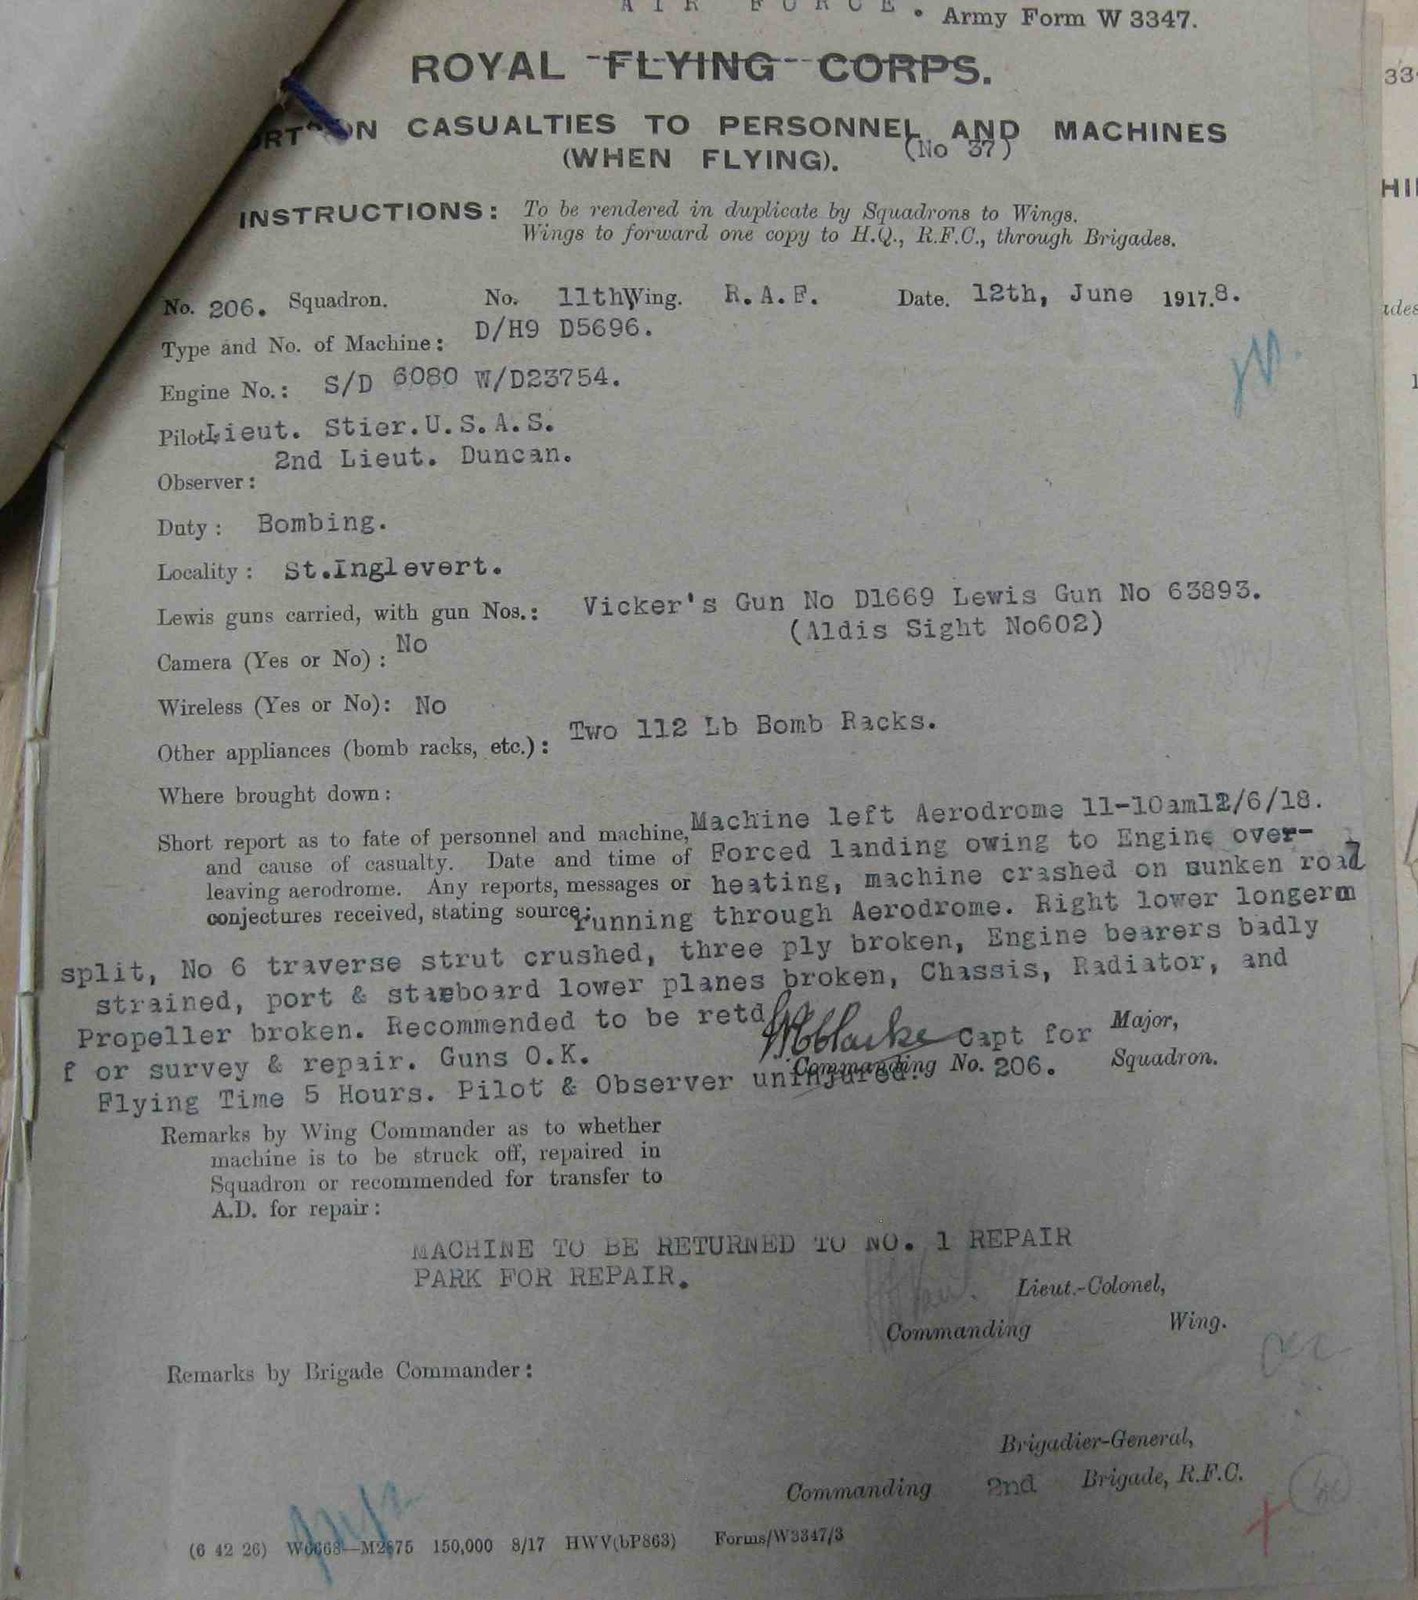 AIR FORCE. Army Form W 3347.
ROYAL FLYING CORPS.
ORT ON CASUALTIES TO PERSONNEL AND MACHINES
(WHEN FLYING). (No 37)
INSTRUCTIONS: To be rendered in duplicate by Squadrons to Wings.
Wings to forward one copy to H.Q., R.F.C., through Brigades.
No. 206. Squadron. No. 11th Wing. R.A.F. Date. 12th, June 1917.8.
Type and No. of Machine: D/H9 D5696.
Engine No.: S/D 6080 W/D23754.
Pilot: Lieut. Stier.U.S.A.S.
2nd Lieut. Duncan.
Observer:
Duty: Bombing.
Locality: St.Inglevert.
Lewis guns carried, with gun Nos.: Vicker's Gun No D1669 Lewis Gun No 63893.
(Aldis Sight No602)
Camera (Yes or No): No
Wireless (Yes or No): No
Other appliances (bomb racks, etc.): Two 112 Lb Bomb Racks.
Where brought down:
Short report as to fate of personnel and machine, Machine left Aerodrome 11-10am12/6/18.
and cause of casualty. Date and time of Forced landing owing to Engine over-
leaving aerodrome. Any reports, messages or heating, machine crashed on sunken road
conjectures received, stating source: running through Aerodrome. Right lower longeron
split, No 6 traverse strut crushed, three ply broken, Engine bearers badly
strained, port & starboard lower planes broken, Chassis, Radiator, and
Propeller broken. Recommended to be retd Capt for Major,
f or survey & repair. Guns O.K. Commanding No. 206. Squadron.
Flying Time 5 Hours. Pilot & Observer uninjured.
Remarks by Wing Commander as to whether
machine is to be struck off, repaired in
Squadron or recommended for transfer to
A.D. for repair:
MACHINE TO BE RETURNED TO NO. 1 REPAIR
PARK FOR REPAIR.
Lieut.-Colonel,
Commanding Wing.
Remarks by Brigade Commander:
Brigadier-General,
Commanding 2nd Brigade, R.F.C.
(6 42 26) W6668—M2675 150,000 8/17 HWV(bP863) Forms/W3347/3